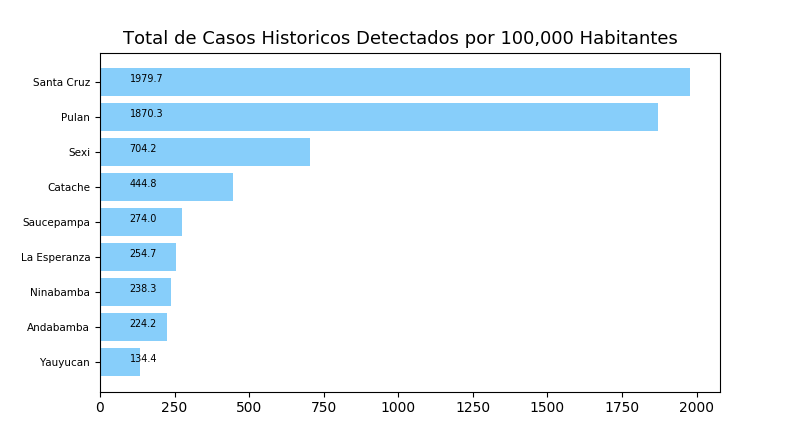 Total de Casos Historicos Detectados por 100,000 Habitantes
Santa Cruz 1979.7
Pulan 1870.3
Sexi 704.2
Catache 444.8
Saucepampa 274.0
La Esperanza 254.7
Ninabamba 238.3
Andabamba 224.2
Yauyucan 134.4
0 250 500 750 1000 1250 1500 1750 2000